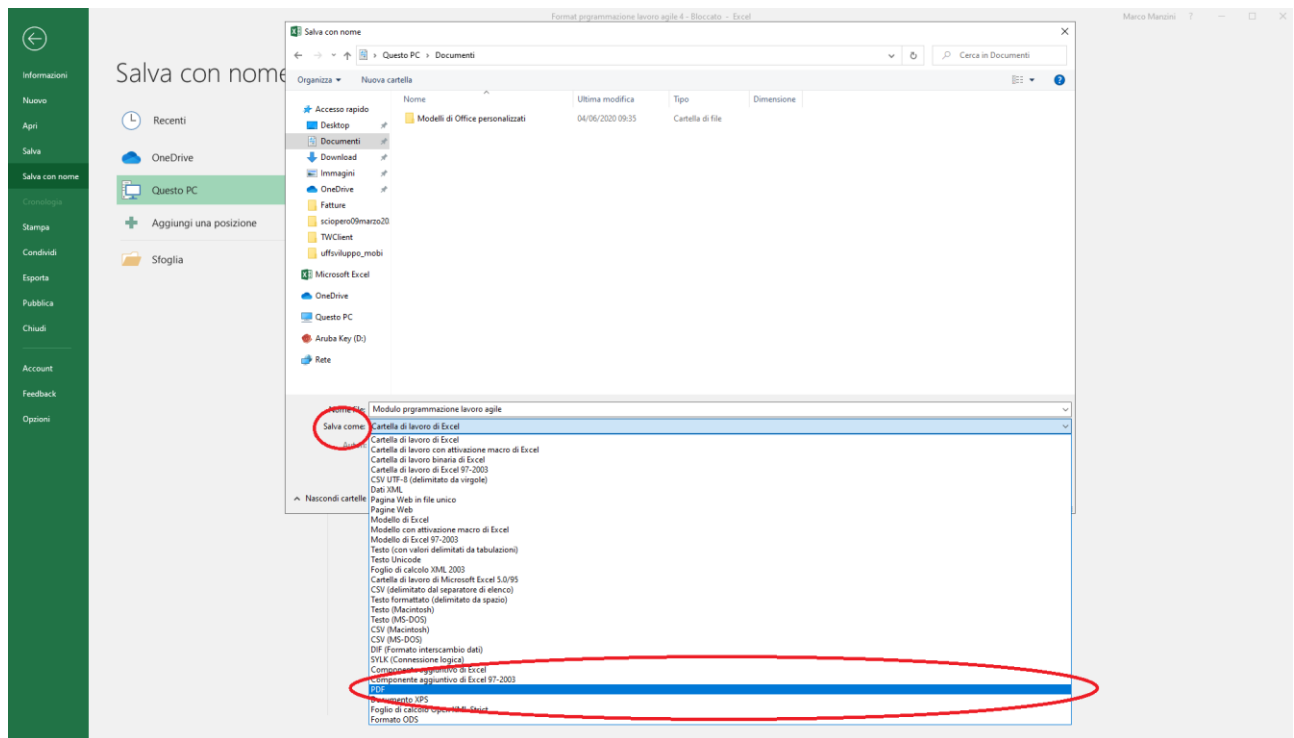 Format prgrammazione lavoro agile 4 - Bloccato - Excel
Marco Manzini ?
Informazioni
Nuovo
Apri
Salva
Salva con nome
Cronologia
Stampa
Condividi
Esporta
Pubblica
Chiudi
Account
Feedback
Opzioni
Salva con nome
Recenti
OneDrive
Questo PC
Aggiungi una posizione
Sfoglia
Salva con nome
Questo PC › Documenti
Cerca in Documenti
Organizza Nuova cartella
Nome Ultima modifica Tipo Dimensione
Modelli di Office personalizzati 04/06/2020 09:35 Cartella di file
Accesso rapido
Desktop
Documenti
Download
Immagini
OneDrive
Fatture
sciopero09marzo20
TWClient
uffsviluppo_mobi
Microsoft Excel
OneDrive
Questo PC
Aruba Key (D:)
Rete
Nome file: Modulo prgrammazione lavoro agile
Salva come: Cartella di lavoro di Excel
Nascondi cartelle
Cartella di lavoro di Excel
Cartella di lavoro con attivazione macro di Excel
Cartella di lavoro binaria di Excel
Cartella di lavoro di Excel 97-2003
CSV UTF-8 (delimitato da virgole)
Dati XML
Pagina Web in file unico
Pagine Web
Modello di Excel
Modello con attivazione macro di Excel
Modello di Excel 97-2003
Testo (con valori delimitati da tabulazioni)
Testo Unicode
Foglio di calcolo XML 2003
Cartella di lavoro di Microsoft Excel 5.0/95
CSV (delimitato dal separatore di elenco)
Testo formattato (delimitato da spazio)
Testo (Macintosh)
Testo (MS-DOS)
CSV (Macintosh)
CSV (MS-DOS)
DIF (Formato interscambio dati)
SYLK (Connessione logica)
Componente aggiuntivo di Excel
Componente aggiuntivo di Excel 97-2003
PDF
Documento XPS
Foglio di calcolo Open XML Strict
Formato ODS